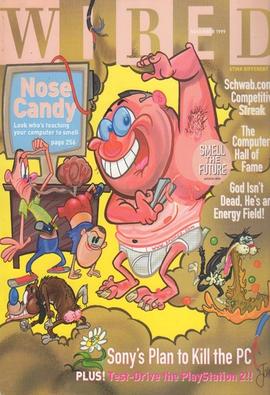 WIRED
NOVEMBER 1999
Nose
Candy
Look who's teaching
your computer to smell
page 256
Schwab.com
Competitive
Streak
The
Computer
Hall of
Fame
God Isn't
Dead, He's an
Energy Field!
SMELL
THE
FUTURE
Sony's Plan to Kill the PC
PLUS! Test-Drive The PlayStation 2!!